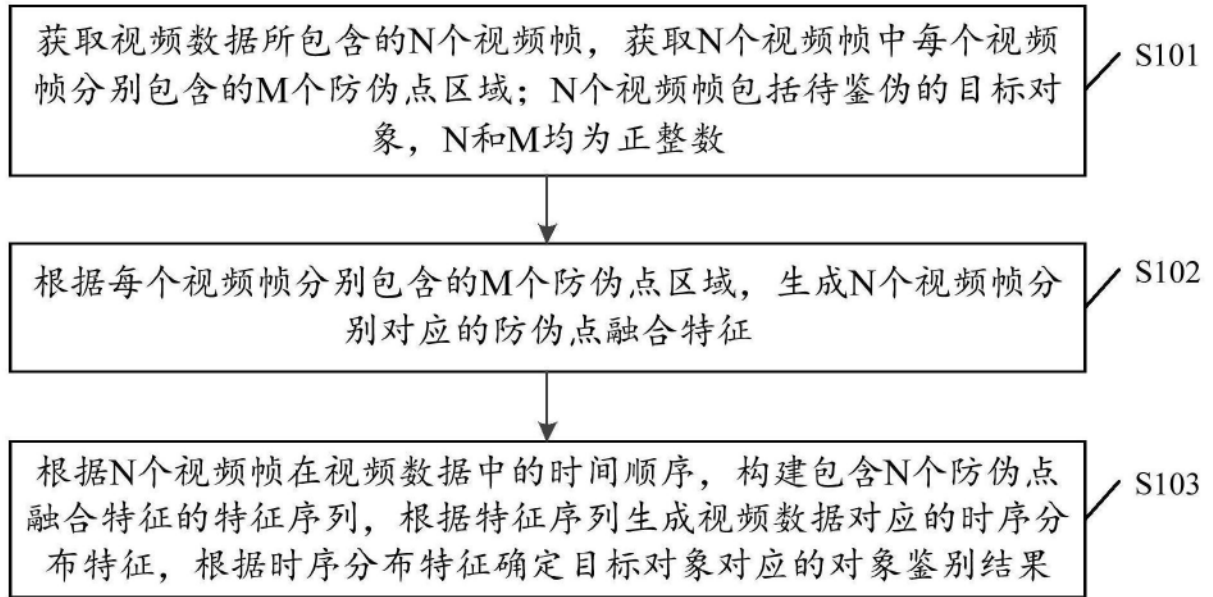 获取视频数据所包含的N个视频帧，获取N个视频帧中每个视频
帧分别包含的M个防伪点区域；N个视频帧包括待鉴伪的目标对
象，N和M均为正整数
S101
根据每个视频帧分别包含的M个防伪点区域，生成N个视频帧分
别对应的防伪点融合特征
S102
根据N个视频帧在视频数据中的时间顺序，构建包含N个防伪点
融合特征的特征序列，根据特征序列生成视频数据对应的时序分
布特征，根据时序分布特征确定目标对象对应的对象鉴别结果
S103